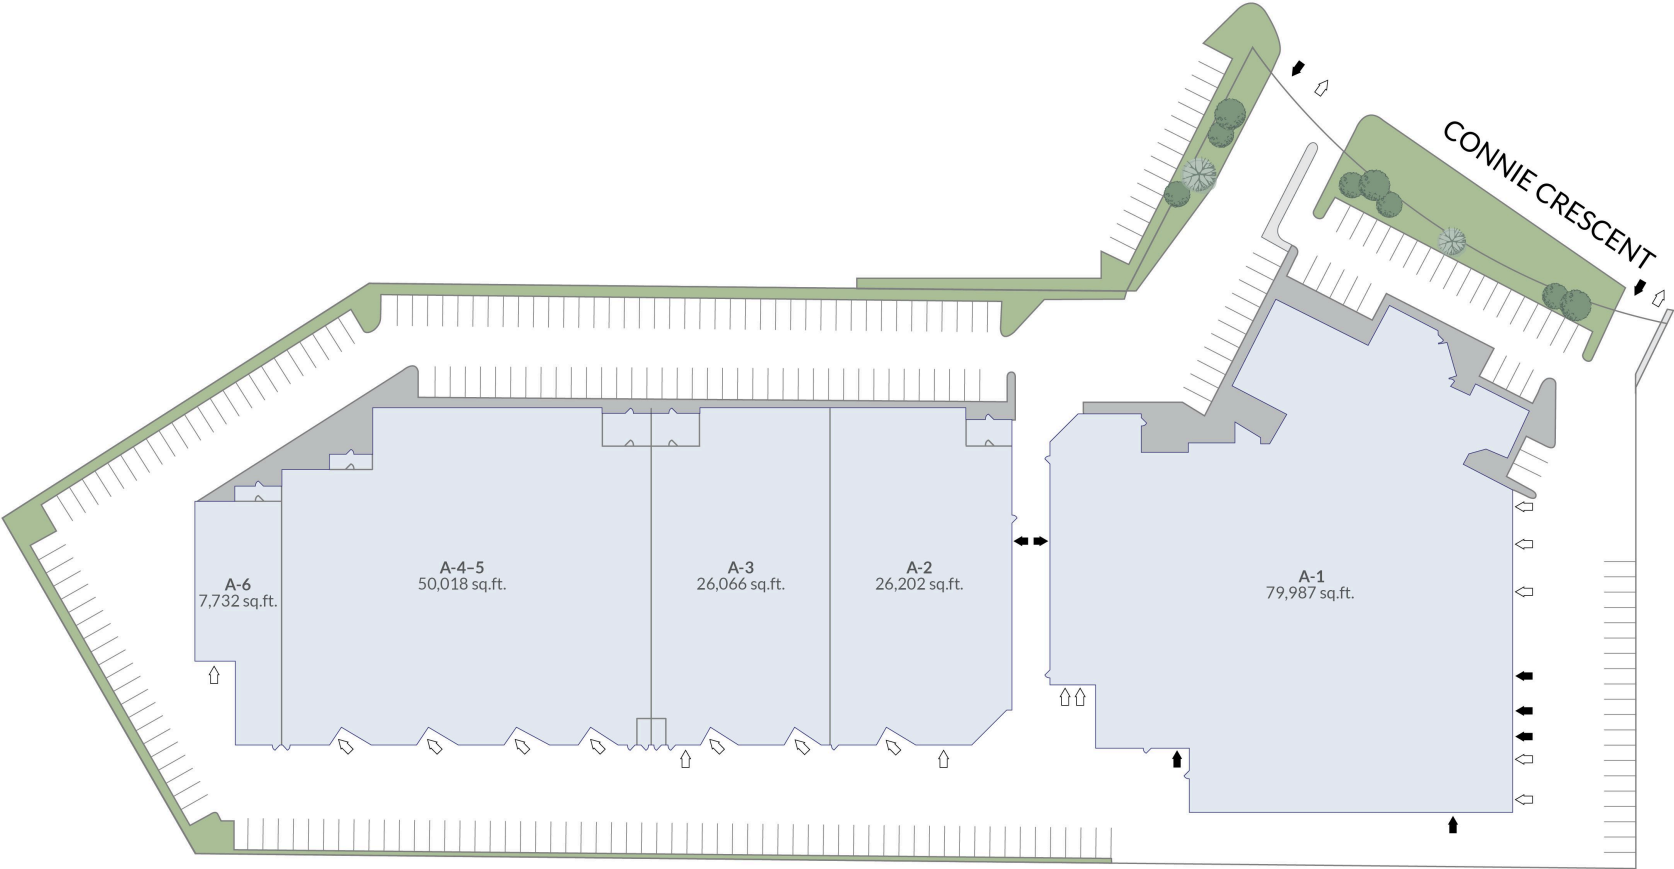 CONNIE CRESCENT
A-6
7,732 sq.ft.
A-4–5
50,018 sq.ft.
A-3
26,066 sq.ft.
A-2
26,202 sq.ft.
A-1
79,987 sq.ft.